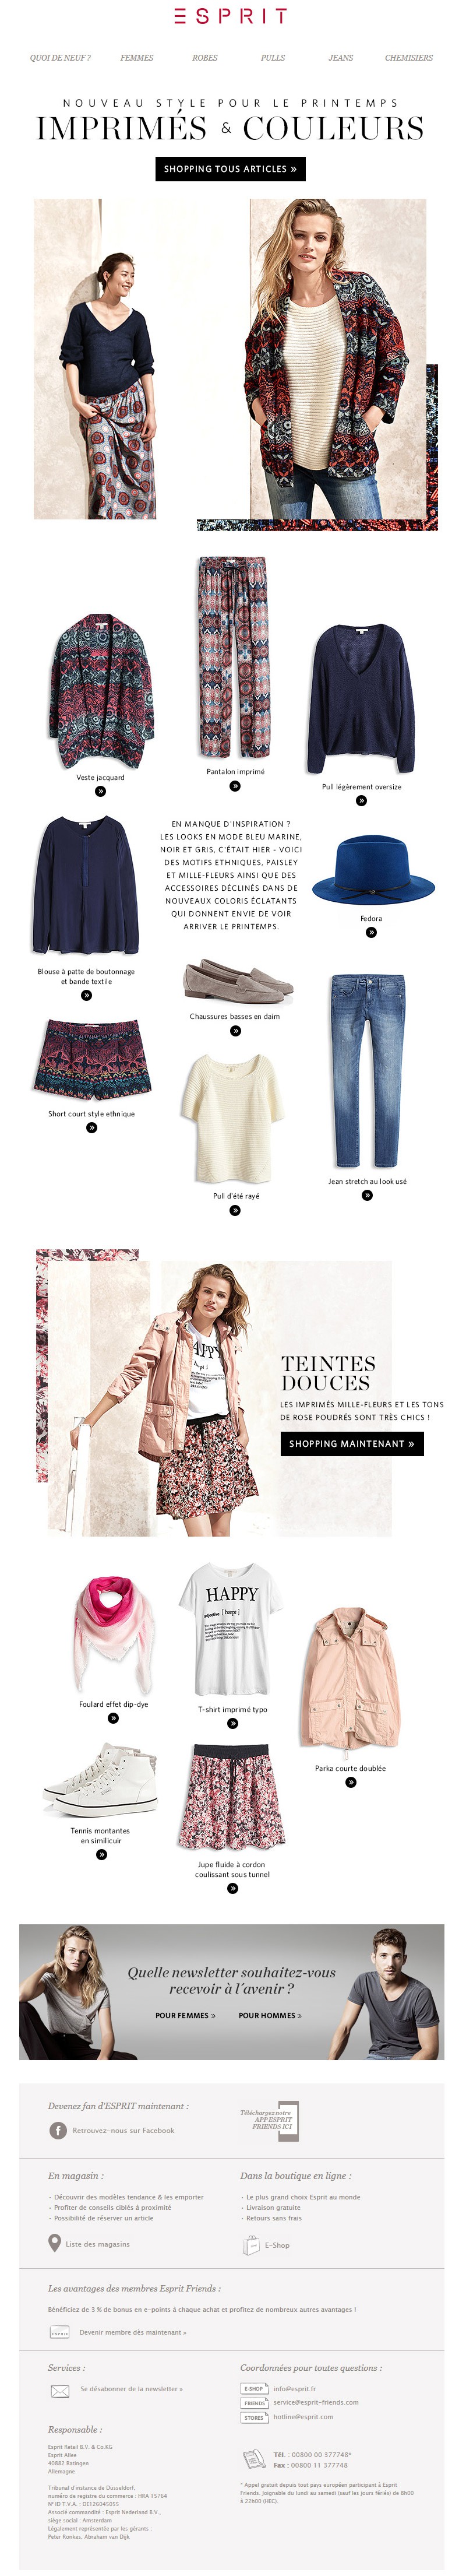 ESPRIT
QUOI DE NEUF ? FEMMES ROBES PULLS JEANS CHEMISIERS
NOUVEAU STYLE POUR LE PRINTEMPS
IMPRIMÉS & COULEURS
SHOPPING TOUS ARTICLES »
Veste jacquard
Pantalon imprimé
Pull légèrement oversize
EN MANQUE D'INSPIRATION ?
LES LOOKS EN MODE BLEU MARINE,
NOIR ET GRIS, C'ÉTAIT HIER - VOICI
DES MOTIFS ETHNIQUES, PAISLEY
ET MILLE-FLEURS AINSI QUE DES
ACCESSOIRES DÉCLINÉS DANS DE
NOUVEAUX COLORIS ÉCLATANTS
QUI DONNENT ENVIE DE VOIR
ARRIVER LE PRINTEMPS.
Fedora
Blouse à patte de boutonnage
et bande textile
Chaussures basses en daim
Short court style ethnique
Jean stretch au look usé
Pull d'été rayé
TEINTES
DOUCES
LES IMPRIMÉS MILLE-FLEURS ET LES TONS
DE ROSE POUDRÉS SONT TRÈS CHICS !
SHOPPING MAINTENANT »
HAPPY
Foulard effet dip-dye
T-shirt imprimé typo
Parka courte doublée
Tennis montantes
en similicuir
Jupe fluide à cordon
coulissant sous tunnel
Quelle newsletter souhaitez-vous
recevoir à l'avenir ?
POUR FEMMES » POUR HOMMES »
Devenez fan d'ESPRIT maintenant :
Retrouvez-nous sur Facebook
Téléchargez notre
APP ESPRIT
FRIENDS ICI
En magasin :
- Découvrir des modèles tendance & les emporter
- Profiter de conseils ciblés à proximité
- Possibilité de réserver un article
Liste des magasins
Dans la boutique en ligne :
- Le plus grand choix Esprit au monde
- Livraison gratuite
- Retours sans frais
E-Shop
Les avantages des membres Esprit Friends :
Bénéficiez de 3 % de bonus en e-points à chaque achat et profitez de nombreux autres avantages !
ESPRIT
Devenir membre dès maintenant »
Services :
Se désabonner de la newsletter »
Coordonnées pour toutes questions :
E-SHOP info@esprit.fr
FRIENDS service@esprit-friends.com
STORES hotline@esprit.com
Responsable :
Esprit Retail B.V. & Co.KG
Esprit Allee
40882 Ratingen
Allemagne
Tribunal d'instance de Düsseldorf,
numéro de registre du commerce : HRA 15764
N° ID T.V.A. : DE126045055
Associé commandité : Esprit Nederland B.V.,
siège social : Amsterdam
Légalement représentée par les gérants :
Peter Ronkes, Abraham van Dijk
Tél. : 00800 00 377748*
Fax : 00800 11 377748
* Appel gratuit depuis tout pays européen participant à Esprit
Friends. Joignable du lundi au samedi (sauf les jours fériés) de 8h00
à 22h00 (HEC).